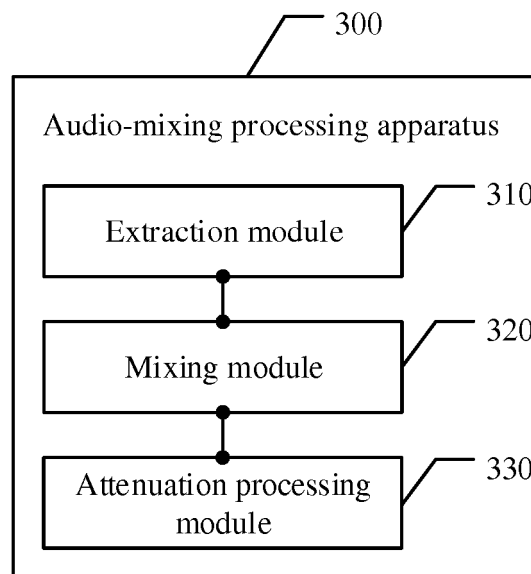 300
Audio-mixing processing apparatus
310
Extraction module
320
Mixing module
330
Attenuation processing
module